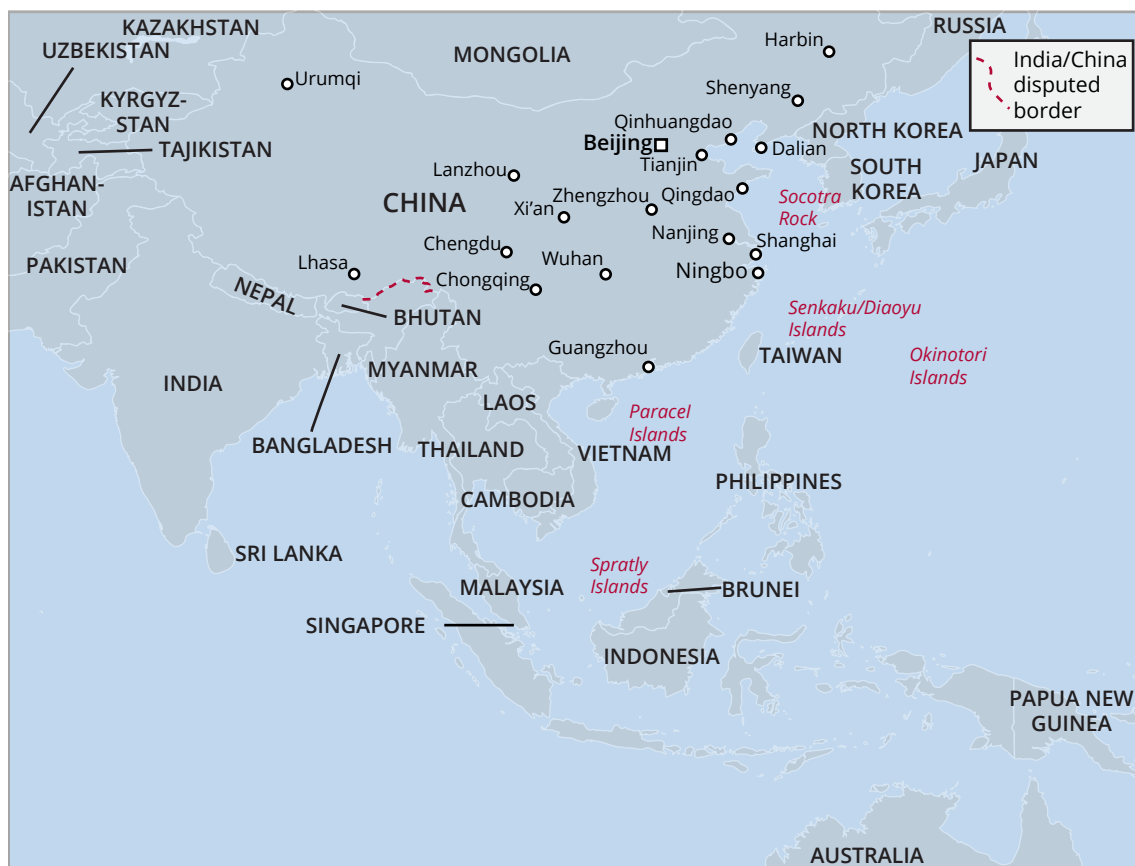 KAZAKHSTAN
RUSSIA
UZBEKISTAN
MONGOLIA
Harbin
India/China
disputed
border
Urumqi
Shenyang
KYRGYZ-
STAN
Qinhuangdao
NORTH KOREA
Beijing
Dalian
TAJIKISTAN
Tianjin
JAPAN
AFGHAN-
ISTAN
Lanzhou
SOUTH
KOREA
CHINA
Zhengzhou
Qingdao
Socotra
Rock
Xi’an
Nanjing
Shanghai
Chengdu
PAKISTAN
Lhasa
Wuhan
Ningbo
Chongqing
NEPAL
BHUTAN
Senkaku/Diaoyu
Islands
Guangzhou
TAIWAN
Okinotori
Islands
MYANMAR
INDIA
LAOS
Paracel
Islands
BANGLADESH
THAILAND
VIETNAM
PHILIPPINES
CAMBODIA
SRI LANKA
Spratly
Islands
MALAYSIA
BRUNEI
SINGAPORE
INDONESIA
PAPUA NEW
GUINEA
AUSTRALIA